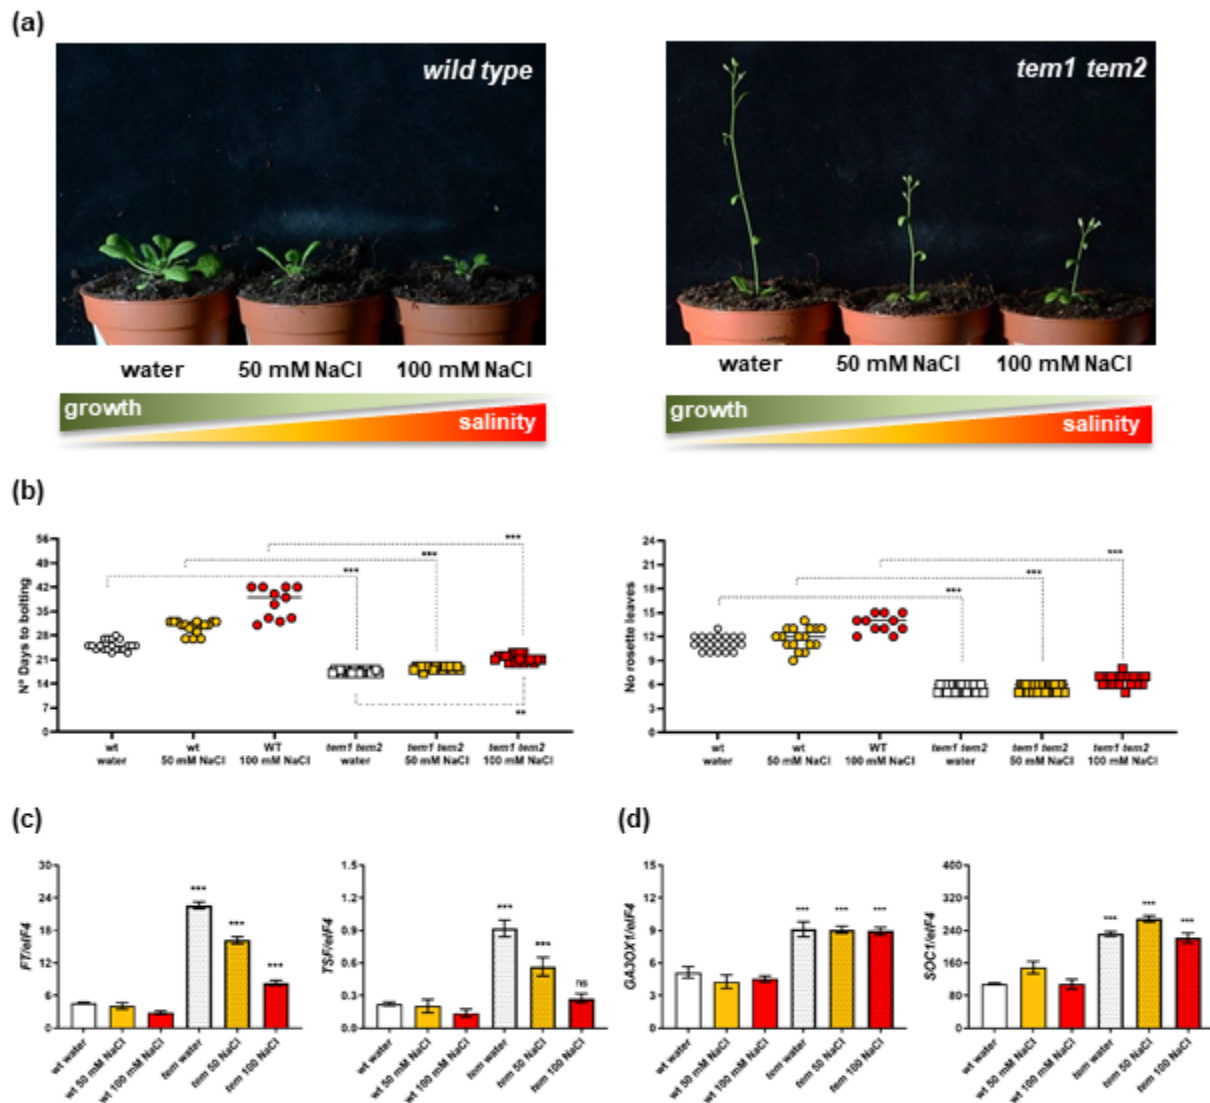 (a)
wild type
tem1 tem2
water 50 mM NaCl 100 mM NaCl
water 50 mM NaCl 100 mM NaCl
growth
salinity
growth
salinity
(b)
N° Days to bolting
56
49
42
35
28
21
14
7
0
***
***
***
**
wt water
wt 50 mM NaCl
WT 100 mM NaCl
tem1 tem2 water
tem1 tem2 50 mM NaCl
tem1 tem2 100 mM NaCl
No rosette leaves
24
21
18
15
12
9
6
3
0
***
***
***
wt water
wt 50 mM NaCl
WT 100 mM NaCl
tem1 tem2 water
tem1 tem2 50 mM NaCl
tem1 tem2 100 mM NaCl
(c)
FT/eIF4
30
24
18
12
6
0
***
***
***
wt water
wt 50 mM NaCl
wt 100 mM NaCl
tem water
tem 50 NaCl
tem 100 NaCl
TSF/eIF4
1.5
1.2
0.9
0.6
0.3
0.0
***
***
ns
wt water
wt 50 mM NaCl
wt 100 mM NaCl
tem water
tem 50 NaCl
tem 100 NaCl
(d)
GA3OX1/eIF4
15
12
9
6
3
0
***
***
***
wt water
wt 50 mM NaCl
wt 100 mM NaCl
tem water
tem 50 NaCl
tem 100 NaCl
SOC1/eIF4
400
320
240
160
80
0
***
***
***
wt water
wt 50 mM NaCl
wt 100 mM NaCl
tem water
tem 50 NaCl
tem 100 NaCl